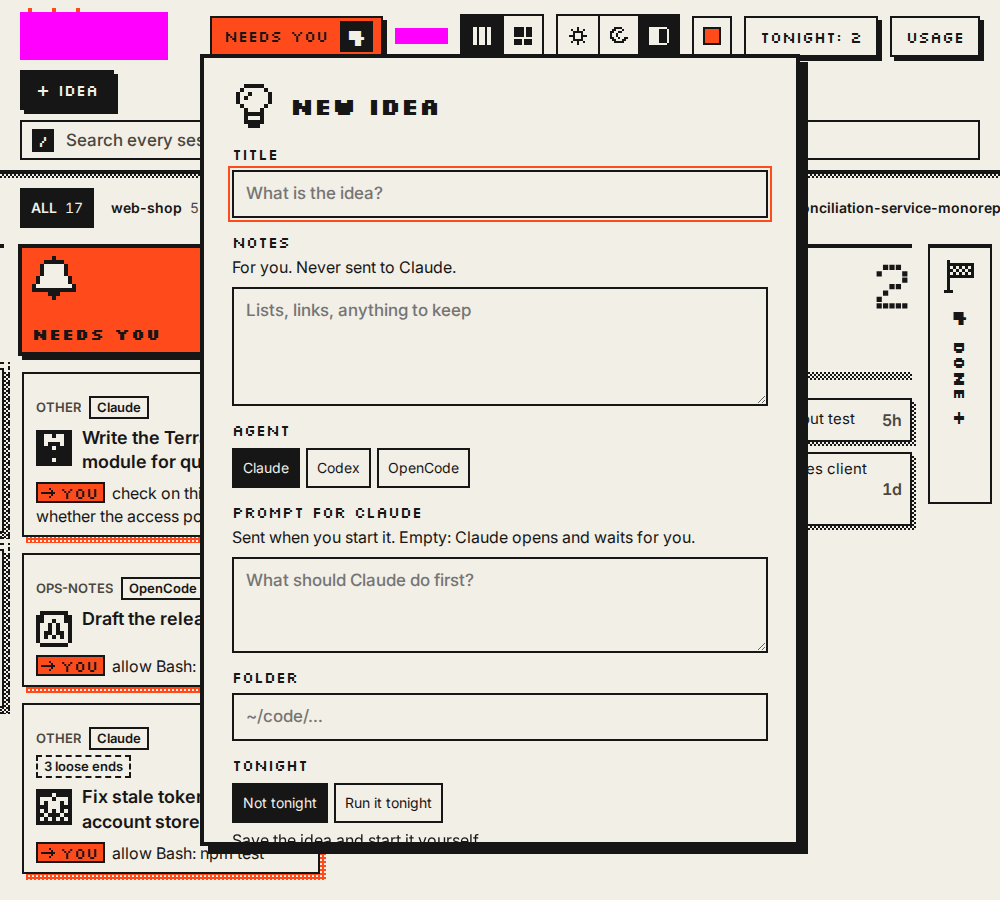 NEEDS YOU 4
TONIGHT: 2
USAGE
+ IDEA
/ Search every ses
ALL 17
web-shop 5
nciliation-service-monorep
NEW IDEA
TITLE
What is the idea?
NOTES
For you. Never sent to Claude.
Lists, links, anything to keep
AGENT
Claude
Codex
OpenCode
PROMPT FOR CLAUDE
Sent when you start it. Empty: Claude opens and waits for you.
What should Claude do first?
FOLDER
~/code/...
TONIGHT
Not tonight
Run it tonight
Save the idea and start it yourself
NEEDS YOU
OTHER Claude
Write the Terr
module for qu
→ YOU check on thi
whether the access po
OPS-NOTES OpenCode
Draft the relea
→ YOU allow Bash:
OTHER Claude
3 loose ends
Fix stale token
account store
→ YOU allow Bash: npm test
2
out test 5h
es client
1d
4 DONE +